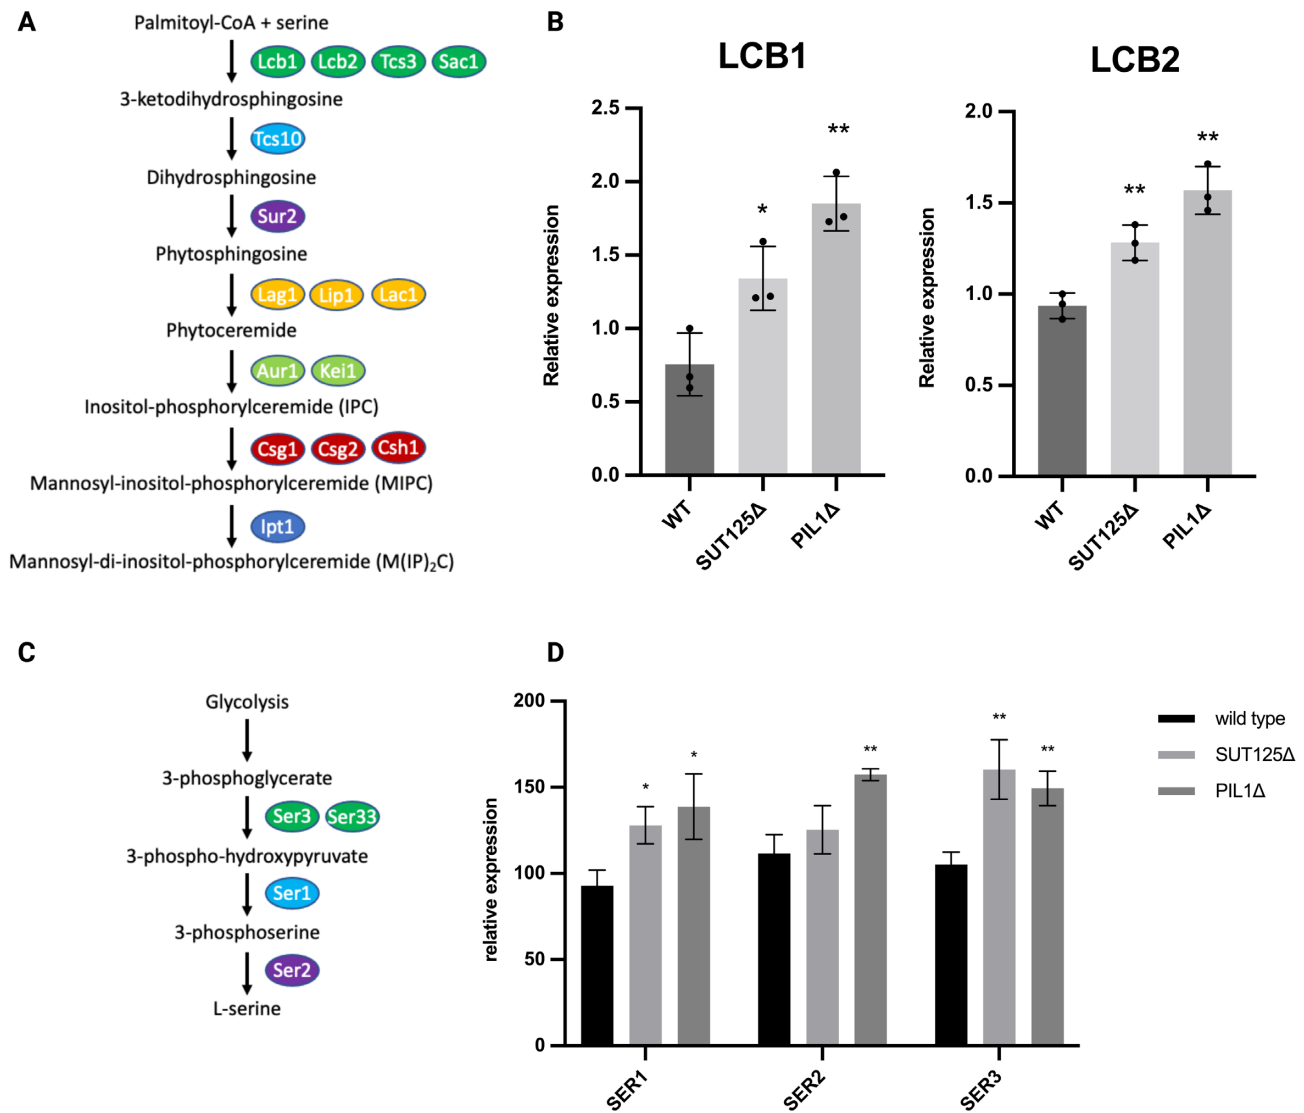 A
Palmitoyl-CoA + serine
Lcb1 Lcb2 Tcs3 Sac1
3-ketodihydrosphingosine
Tcs10
Dihydrosphingosine
Sur2
Phytosphingosine
Lag1 Lip1 Lac1
Phytoceremide
Aur1 Kei1
Inositol-phosphorylceremide (IPC)
Csg1 Csg2 Csh1
Mannosyl-inositol-phosphorylceremide (MIPC)
Ipt1
Mannosyl-di-inositol-phosphorylceremide (M(IP)₂C)
B
LCB1
Relative expression
2.5
2.0
1.5
1.0
0.5
0.0
*
**
WT
SUT125Δ
PIL1Δ
LCB2
Relative expression
2.0
1.5
1.0
0.5
0.0
**
**
WT
SUT125Δ
PIL1Δ
C
Glycolysis
3-phosphoglycerate
Ser3 Ser33
3-phospho-hydroxypyruvate
Ser1
3-phosphoserine
Ser2
L-serine
D
relative expression
200
150
100
50
0
*
*
**
**
**
SER1
SER2
SER3
wild type
SUT125Δ
PIL1Δ